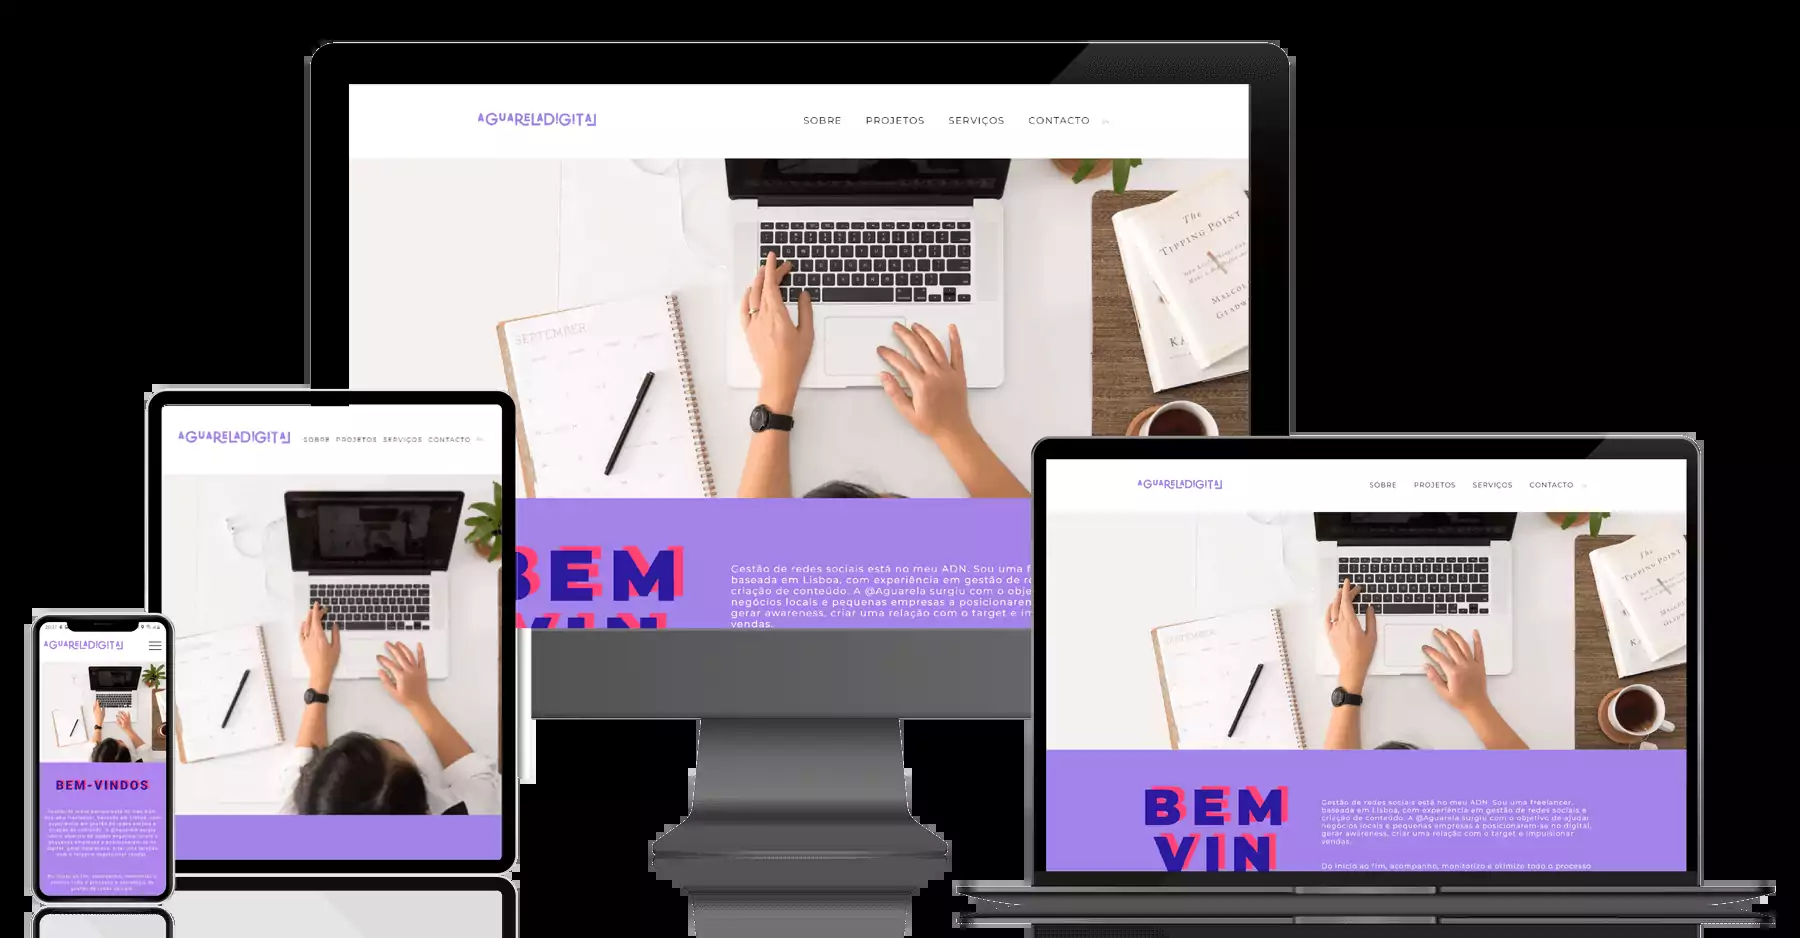 AGUARELADIGITAL
SOBRE PROJETOS SERVIÇOS CONTACTO
The
TIPPING POINT
MALCOL
GLADW
SEPTEMBER
BEM
VIN
Gestão de redes sociais está no meu ADN. Sou uma f
baseada em Lisboa, com experiência em gestão de re
criação de conteúdo. A @Aguarela surgiu com o obje
negócios locais e pequenas empresas a posicionaren
gerar awareness, criar uma relação com o target e im
vendas.
AGUARELADIGITAL
SOBRE PROJETOS SERVIÇOS CONTACTO
AGUARELADIGITAL
BEM-VINDOS
AGUARELADIGITAL
SOBRE PROJETOS SERVIÇOS CONTACTO
The
TIPPING POINT
SEPTEMBER
BEM
VIN
Gestão de redes sociais está no meu ADN. Sou uma freelancer,
baseada em Lisboa, com experiência em gestão de redes sociais e
criação de conteúdo. A @Aguarela surgiu com o objetivo de ajudar
negócios locais e pequenas empresas a posicionarem-se no digital,
gerar awareness, criar uma relação com o target e impulsionar
vendas.
Do início ao fim, acompanho, monitorizo e otimizo todo o processo